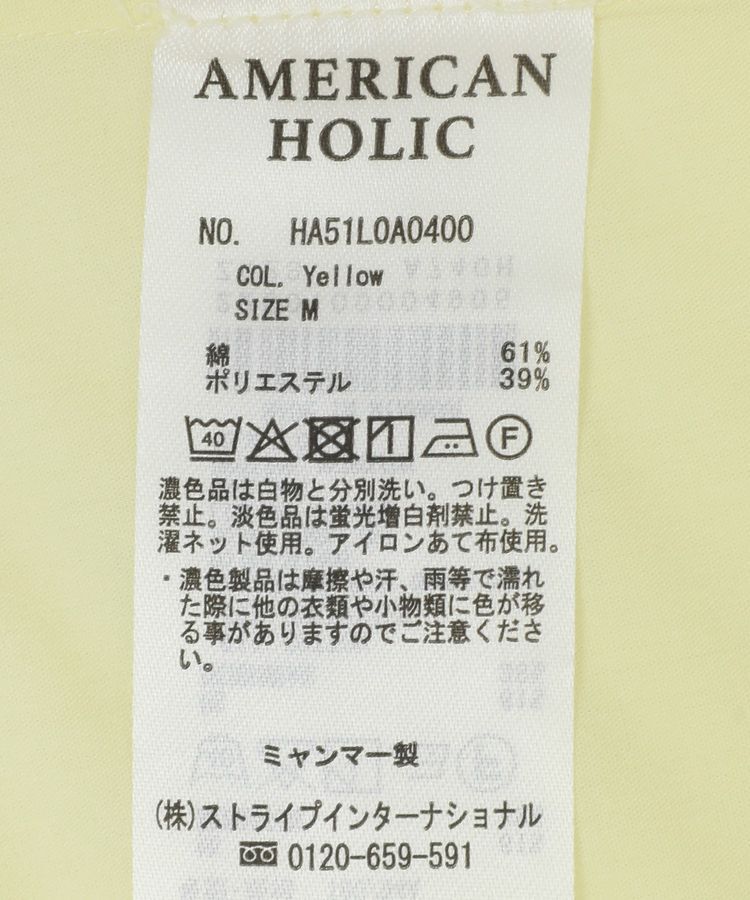 AMERICAN
HOLIC
NO. HA51L0A0400
COL. Yellow
SIZE M
綿 61%
ポリエステル 39%
40 F
濃色品は白物と分別洗い。つけ置き
禁止。淡色品は蛍光増白剤禁止。洗
濯ネット使用。アイロンあて布使用。
・濃色製品は摩擦や汗、雨等で濡れ
た際に他の衣類や小物類に色が移
る事がありますのでご注意くださ
い。
ミャンマー製
(株)ストライプインターナショナル
0120-659-591